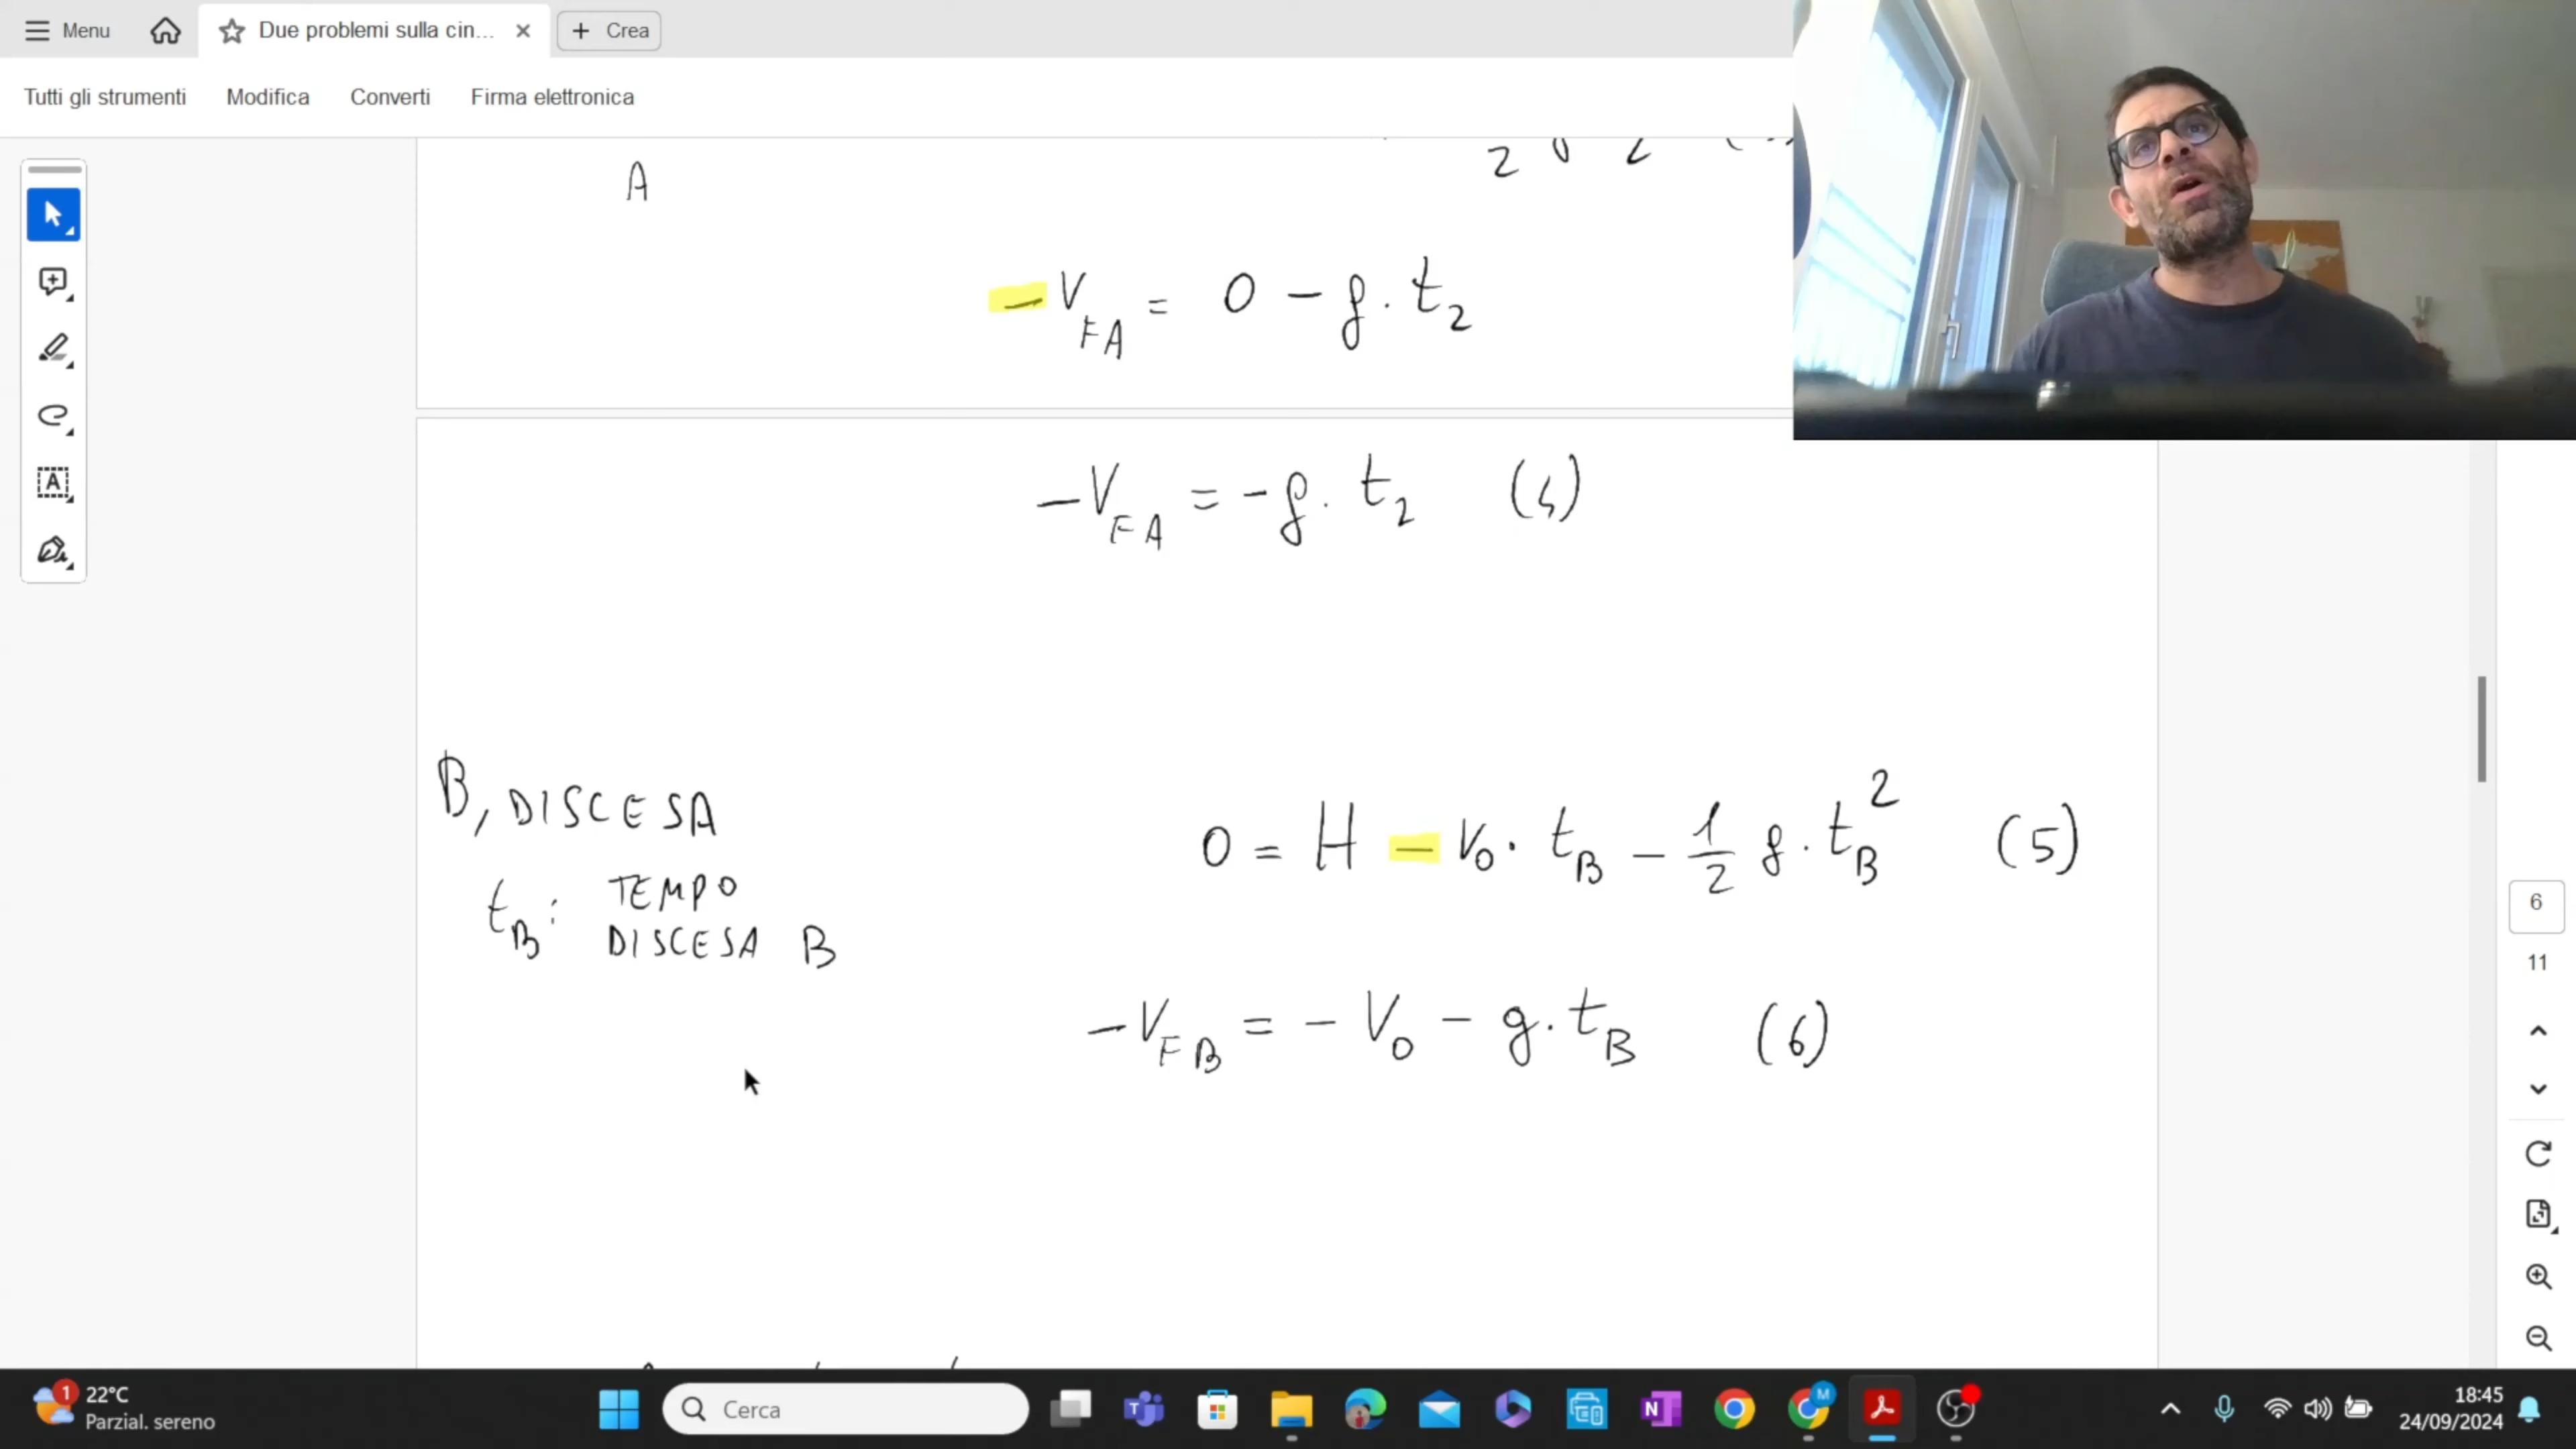 Menu
Due problemi sulla cin...
Crea
Tutti gli strumenti
Modifica
Converti
Firma elettronica
A
-V_FA = 0 - g · t_2
-V_FA = -g · t_2 (4)
B, DISCESA
0 = H - V_0 · t_B - 1/2 g · t_B^2 (5)
t_B: TEMPO
DISCESA B
-V_FB = -V_0 - g · t_B (6)
6
11
1
22°C
Parzial. sereno
Cerca
M
18:45
24/09/2024